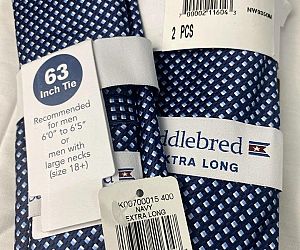 63
Inch Tie
Recommended
for men
6'0" to 6'5"
or
men with
large necks
(size 18+)
2 PCS
ddlebred
EXTRA LONG
NAVY
EXTRA LONG